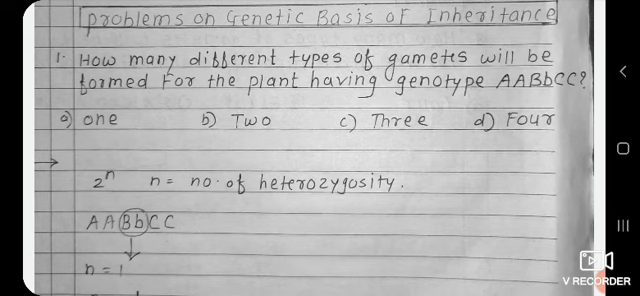 problems on Genetic Basis of Inheritance
1. How many different types of gametes will be
formed For the plant having genotype AABbCC?
a) one b) Two c) Three d) Four
→
2ⁿ n = no. of heterozygosity.
AABbCC
↓
n = 1
V RECORDER